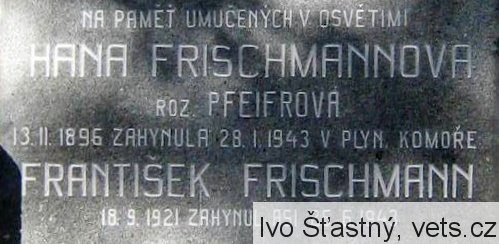 NA PAMĚŤ UMUČENÝCH V OSVĚTIMI
HANA FRISCHMANNOVÁ
ROZ. PFEIFROVÁ
13. 11. 1896 ZAHYNULA 28. 1. 1943 V PLYN. KOMOŘE
FRANTIŠEK FRISCHMANN
18. 9. 1921
Ivo Šťastný, vets.cz